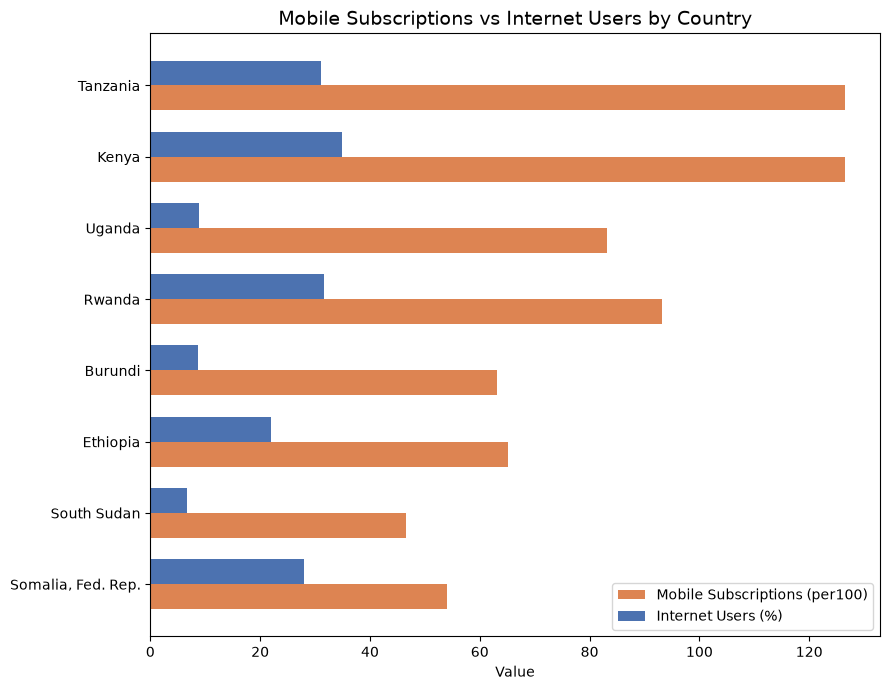 Mobile Subscriptions vs Internet Users by Country
Tanzania
Kenya
Uganda
Rwanda
Burundi
Ethiopia
South Sudan
Somalia, Fed. Rep.
Mobile Subscriptions (per100)
Internet Users (%)
0 20 40 60 80 100 120
Value